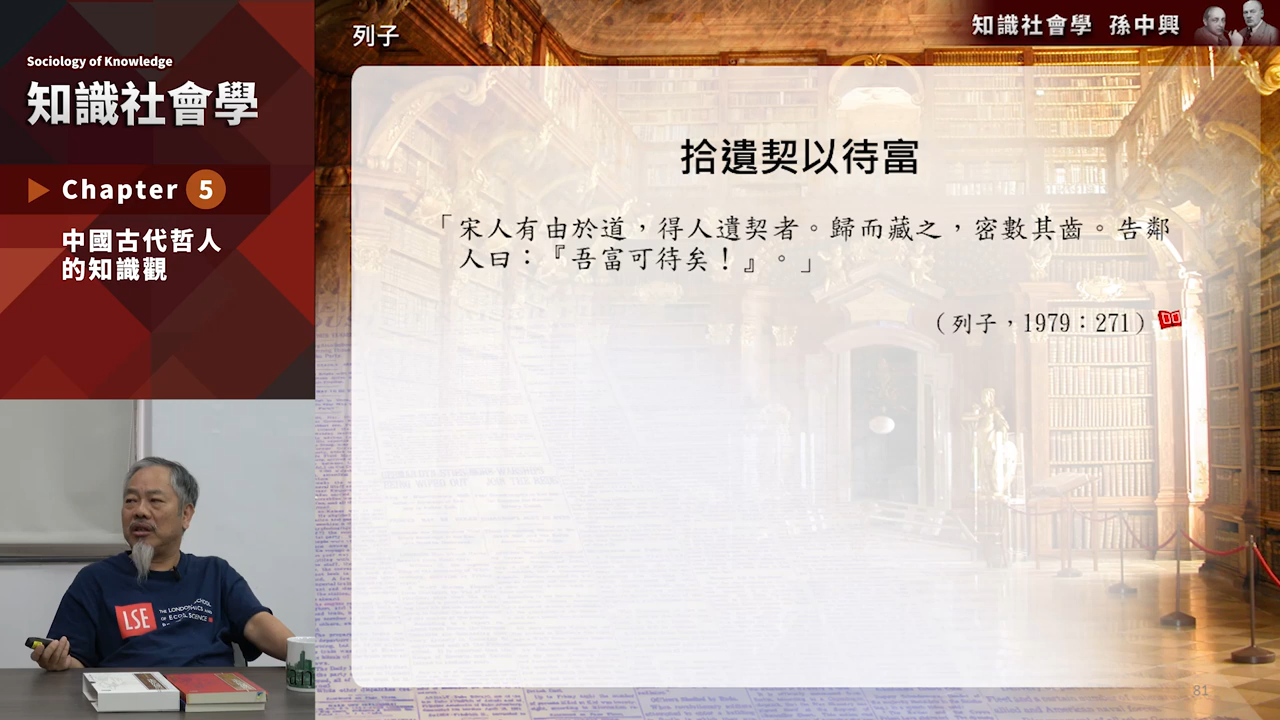 Sociology of Knowledge
知識社會學
Chapter 5
中國古代哲人
的知識觀
列子
知識社會學 孫中興
拾遺契以待富
「宋人有由於道，得人遺契者。歸而藏之，密數其齒。告鄰
人曰：『吾富可待矣！』。」
（列子，1979：271）
LSE
81